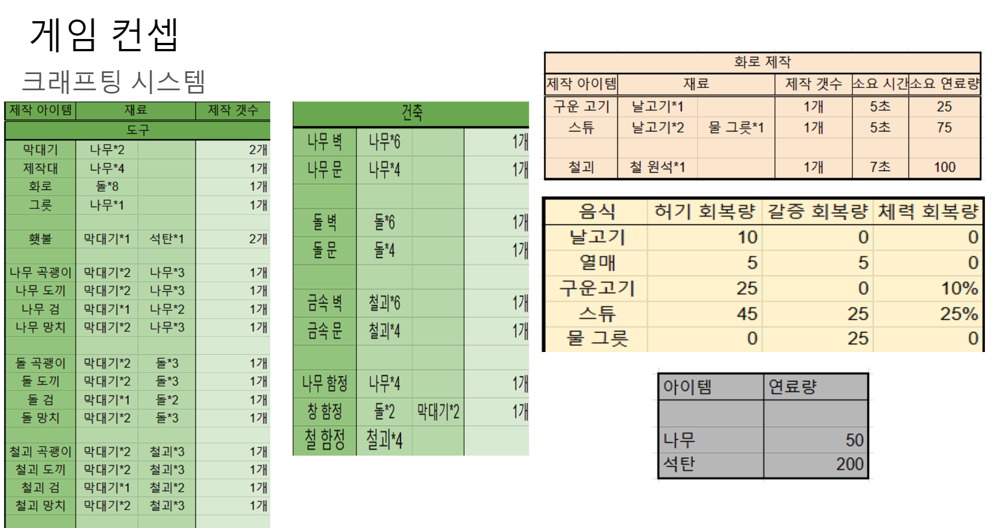 게임 컨셉
크래프팅 시스템
제작 아이템 재료 제작 갯수
도구
막대기 나무*2 2개
제작대 나무*4 1개
화로 돌*8 1개
그릇 나무*1 1개
횃불 막대기*1 석탄*1 2개
나무 곡괭이 막대기*2 나무*3 1개
나무 도끼 막대기*2 나무*3 1개
나무 검 막대기*1 나무*2 1개
나무 망치 막대기*2 나무*3 1개
돌 곡괭이 막대기*2 돌*3 1개
돌 도끼 막대기*2 돌*3 1개
돌 검 막대기*1 돌*2 1개
돌 망치 막대기*2 돌*3 1개
철괴 곡괭이 막대기*2 철괴*3 1개
철괴 도끼 막대기*2 철괴*3 1개
철괴 검 막대기*1 철괴*2 1개
철괴 망치 막대기*2 철괴*3 1개
건축
나무 벽 나무*6 1개
나무 문 나무*4 1개
돌 벽 돌*6 1개
돌 문 돌*4 1개
금속 벽 철괴*6 1개
금속 문 철괴*4 1개
나무 함정 나무*4 1개
창 함정 돌*2 막대기*2 1개
철 함정 철괴*4
화로 제작
제작 아이템 재료 제작 갯수 소요 시간 소요 연료량
구운 고기 날고기*1 1개 5초 25
스튜 날고기*2 물 그릇*1 1개 5초 75
철괴 철 원석*1 1개 7초 100
음식 허기 회복량 갈증 회복량 체력 회복량
날고기 10 0 0
열매 5 5 0
구운고기 25 0 10%
스튜 45 25 25%
물 그릇 0 25 0
아이템 연료량
나무 50
석탄 200